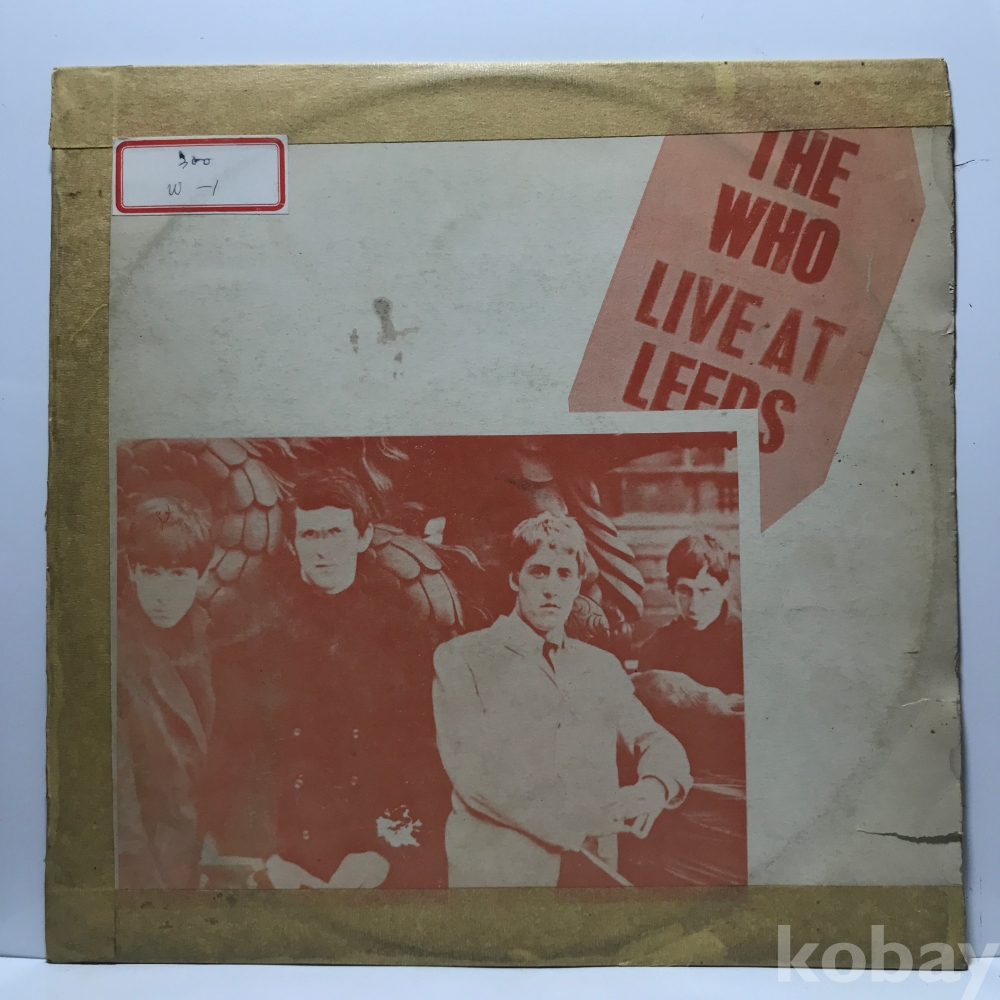 300
W -1
THE
WHO
LIVE AT
LEEDS
kobay